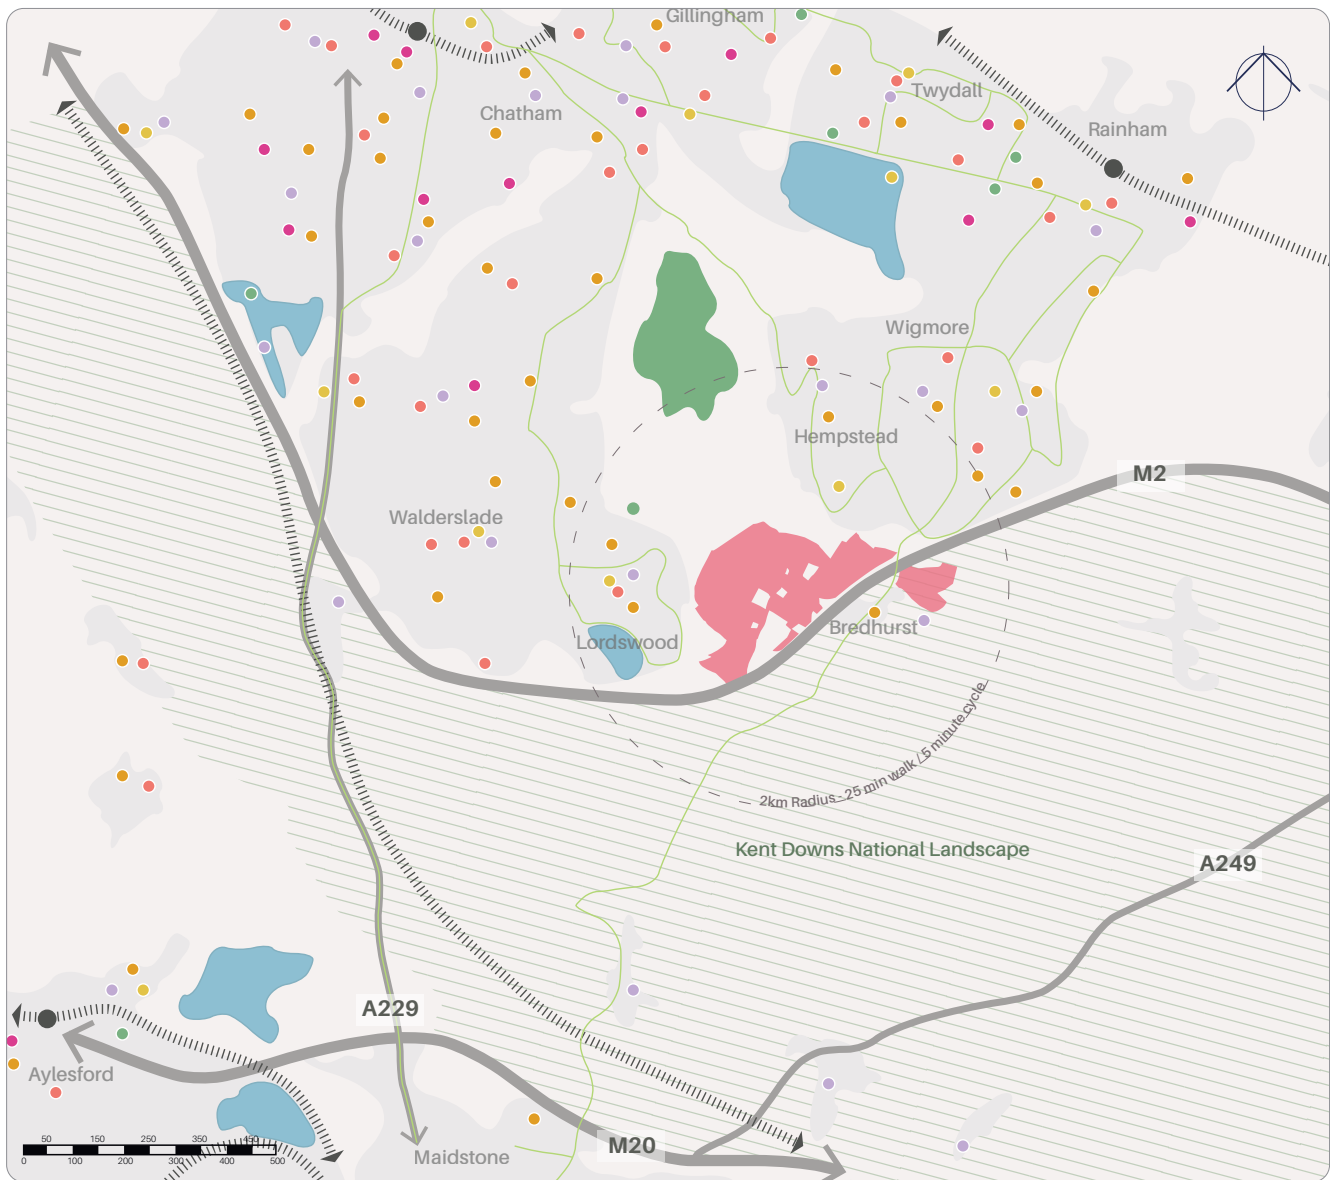 Gillingham
Twydall
Chatham
Rainham
Wigmore
Hempstead
M2
Walderslade
Bredhurst
Lordswood
2km Radius - 25 min walk / 5 minute cycle
Kent Downs National Landscape
A249
A229
Aylesford
M20
Maidstone
50 150 250 350 450
0 100 200 300 400 500